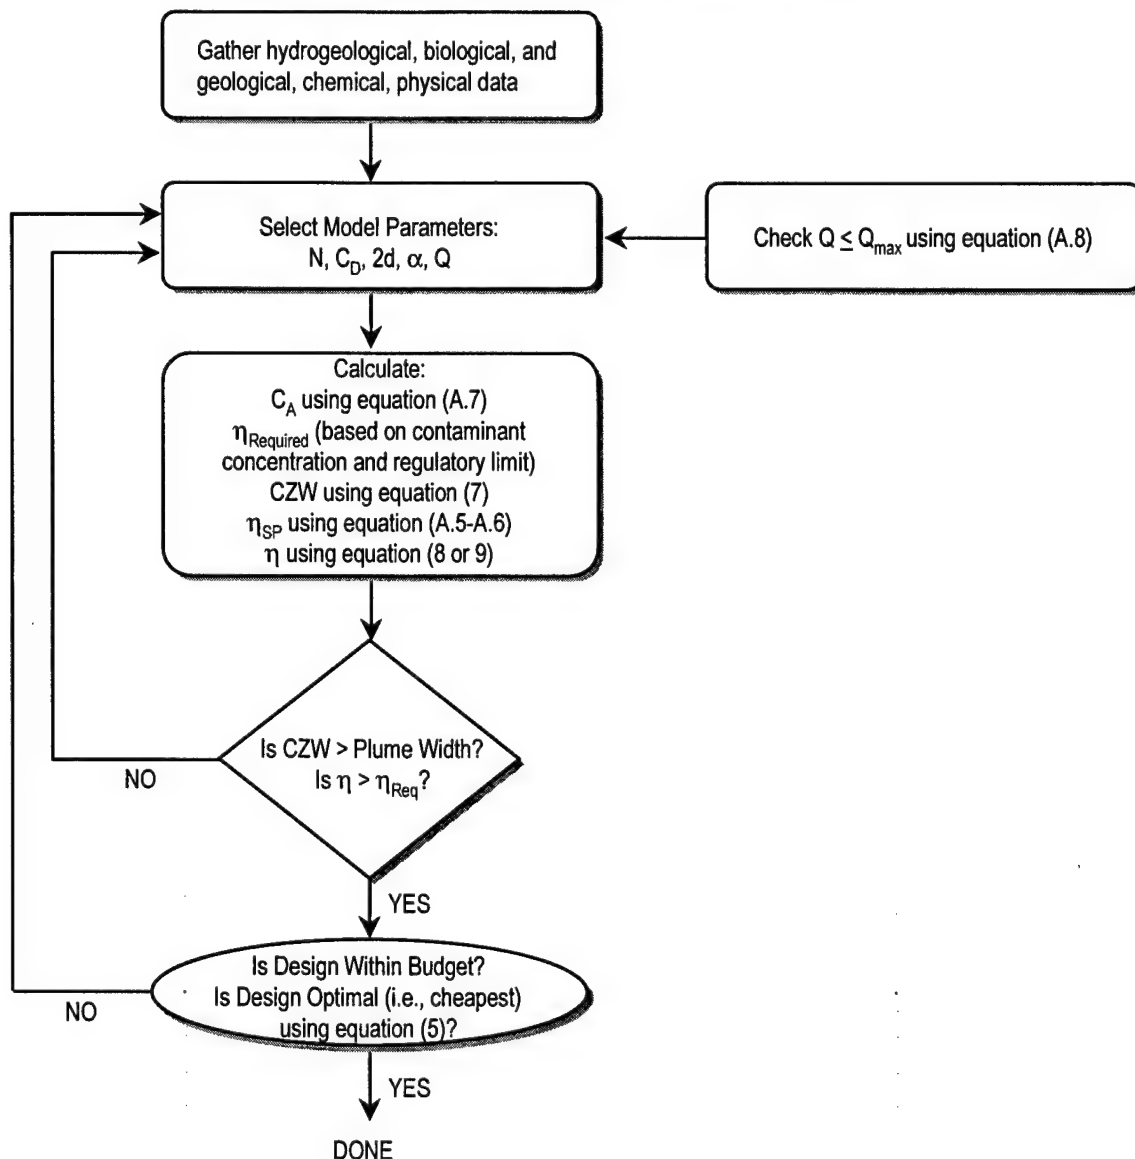 Gather hydrogeological, biological, and
geological, chemical, physical data
Select Model Parameters:
N, C_D, 2d, α, Q
Check Q ≤ Q_max using equation (A.8)
Calculate:
C_A using equation (A.7)
η_Required (based on contaminant
concentration and regulatory limit)
CZW using equation (7)
η_SP using equation (A.5-A.6)
η using equation (8 or 9)
Is CZW > Plume Width?
Is η > η_Req?
NO
YES
Is Design Within Budget?
Is Design Optimal (i.e., cheapest)
using equation (5)?
NO
YES
DONE